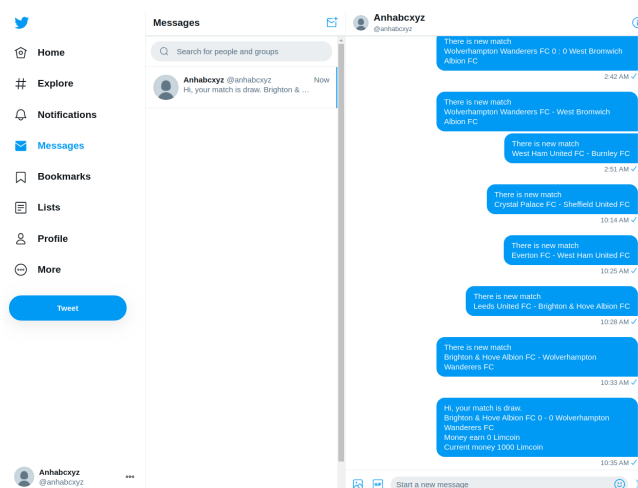 Home
Explore
Notifications
Messages
Bookmarks
Lists
Profile
More
Tweet
Anhabcxyz
@anhabcxyz
Messages
Search for people and groups
Anhabcxyz @anhabcxyz Now
Hi, your match is draw. Brighton & …
Anhabcxyz
@anhabcxyz
There is new match
Wolverhampton Wanderers FC 0 : 0 West Bromwich
Albion FC
2:42 AM
There is new match
Wolverhampton Wanderers FC - West Bromwich
Albion FC
There is new match
West Ham United FC - Burnley FC
2:51 AM
There is new match
Crystal Palace FC - Sheffield United FC
10:14 AM
There is new match
Everton FC - West Ham United FC
10:25 AM
There is new match
Leeds United FC - Brighton & Hove Albion FC
10:28 AM
There is new match
Brighton & Hove Albion FC - Wolverhampton
Wanderers FC
10:33 AM
Hi, your match is draw.
Brighton & Hove Albion FC 0 - 0 Wolverhampton
Wanderers FC
Money earn 0 Limcoin
Current money 1000 Limcoin
10:35 AM
Start a new message